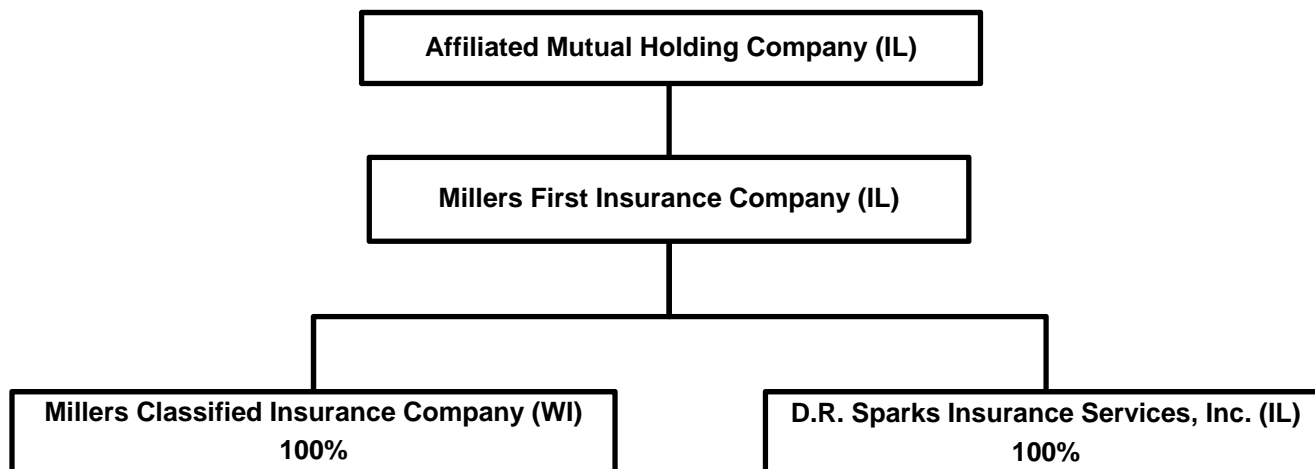 Affiliated Mutual Holding Company (IL)
Millers First Insurance Company (IL)
Millers Classified Insurance Company (WI)
100%
D.R. Sparks Insurance Services, Inc. (IL)
100%